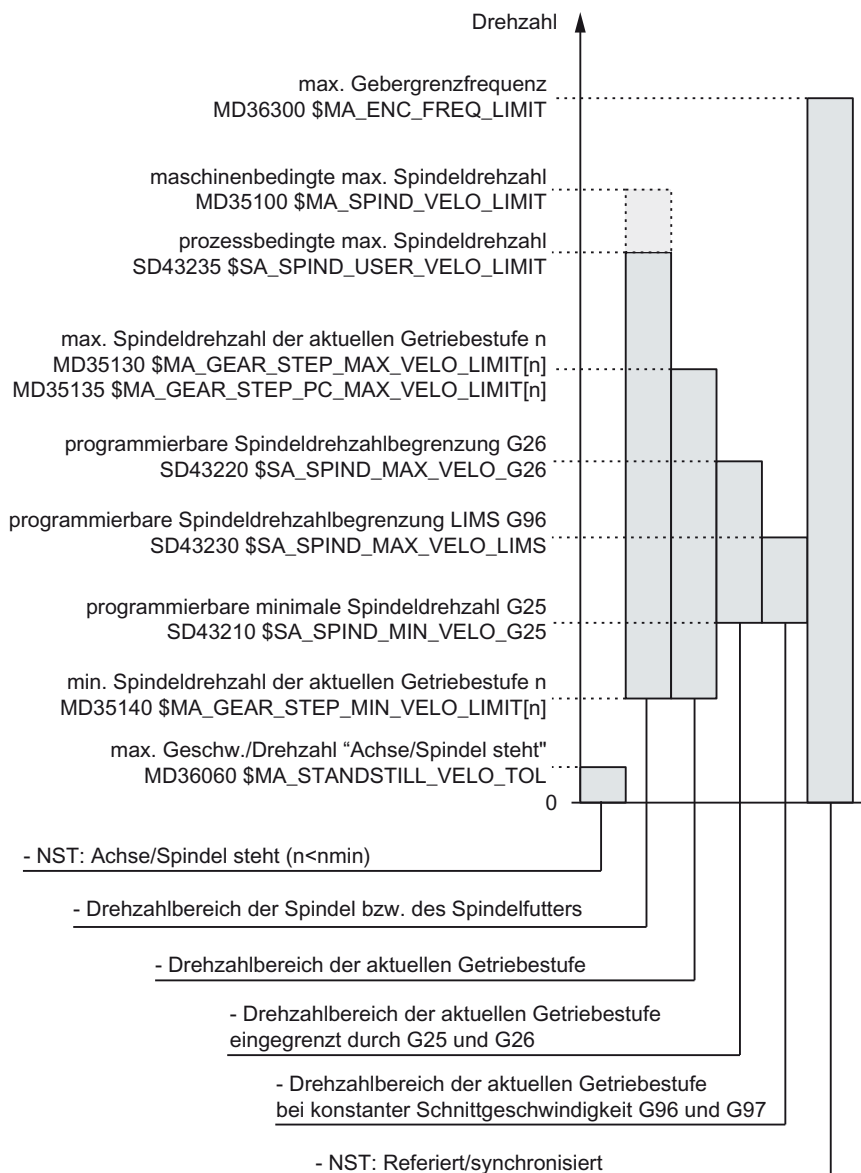 Drehzahl
max. Gebergrenzfrequenz
MD36300 $MA_ENC_FREQ_LIMIT
maschinenbedingte max. Spindeldrehzahl
MD35100 $MA_SPIND_VELO_LIMIT
prozessbedingte max. Spindeldrehzahl
SD43235 $SA_SPIND_USER_VELO_LIMIT
max. Spindeldrehzahl der aktuellen Getriebestufe n
MD35130 $MA_GEAR_STEP_MAX_VELO_LIMIT[n]
MD35135 $MA_GEAR_STEP_PC_MAX_VELO_LIMIT[n]
programmierbare Spindeldrehzahlbegrenzung G26
SD43220 $SA_SPIND_MAX_VELO_G26
programmierbare Spindeldrehzahlbegrenzung LIMS G96
SD43230 $SA_SPIND_MAX_VELO_LIMS
programmierbare minimale Spindeldrehzahl G25
SD43210 $SA_SPIND_MIN_VELO_G25
min. Spindeldrehzahl der aktuellen Getriebestufe n
MD35140 $MA_GEAR_STEP_MIN_VELO_LIMIT[n]
max. Geschw./Drehzahl “Achse/Spindel steht"
MD36060 $MA_STANDSTILL_VELO_TOL
0
- NST: Achse/Spindel steht (n<nmin)
- Drehzahlbereich der Spindel bzw. des Spindelfutters
- Drehzahlbereich der aktuellen Getriebestufe
- Drehzahlbereich der aktuellen Getriebestufe
eingegrenzt durch G25 und G26
- Drehzahlbereich der aktuellen Getriebestufe
bei konstanter Schnittgeschwindigkeit G96 und G97
- NST: Referiert/synchronisiert